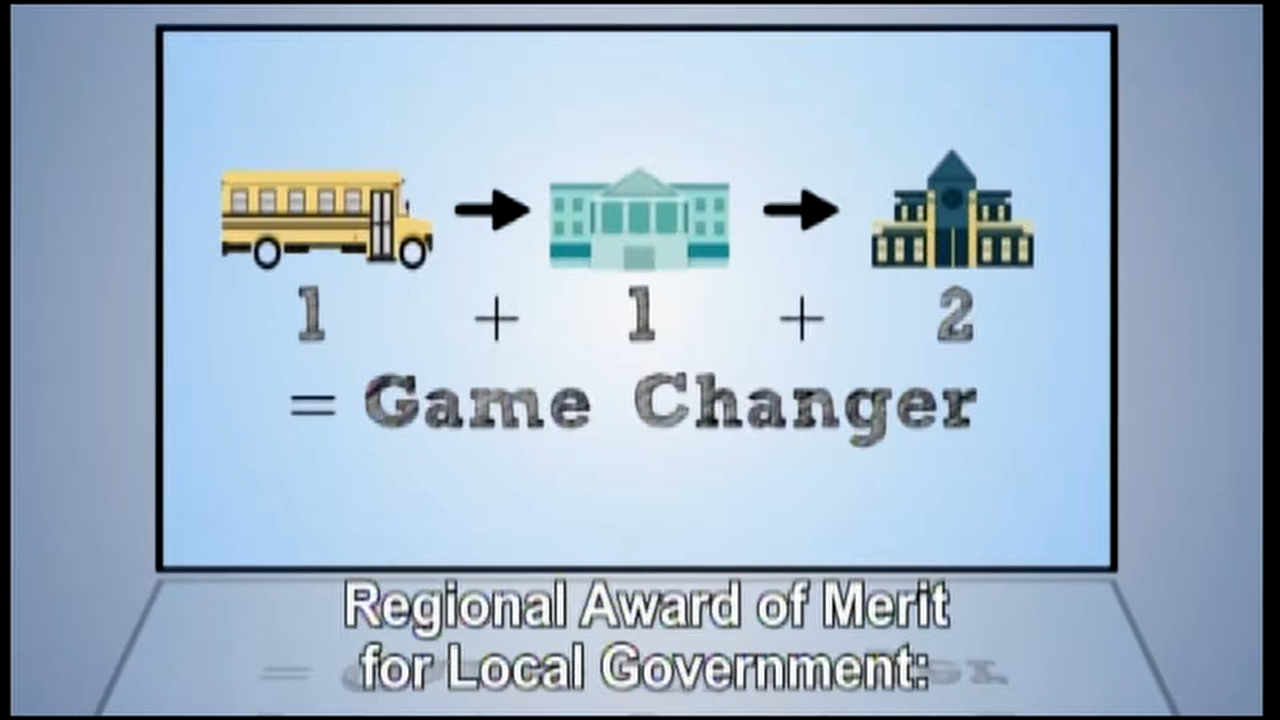 1 + 1 + 2
= Game Changer
Regional Award of Merit
for Local Government: